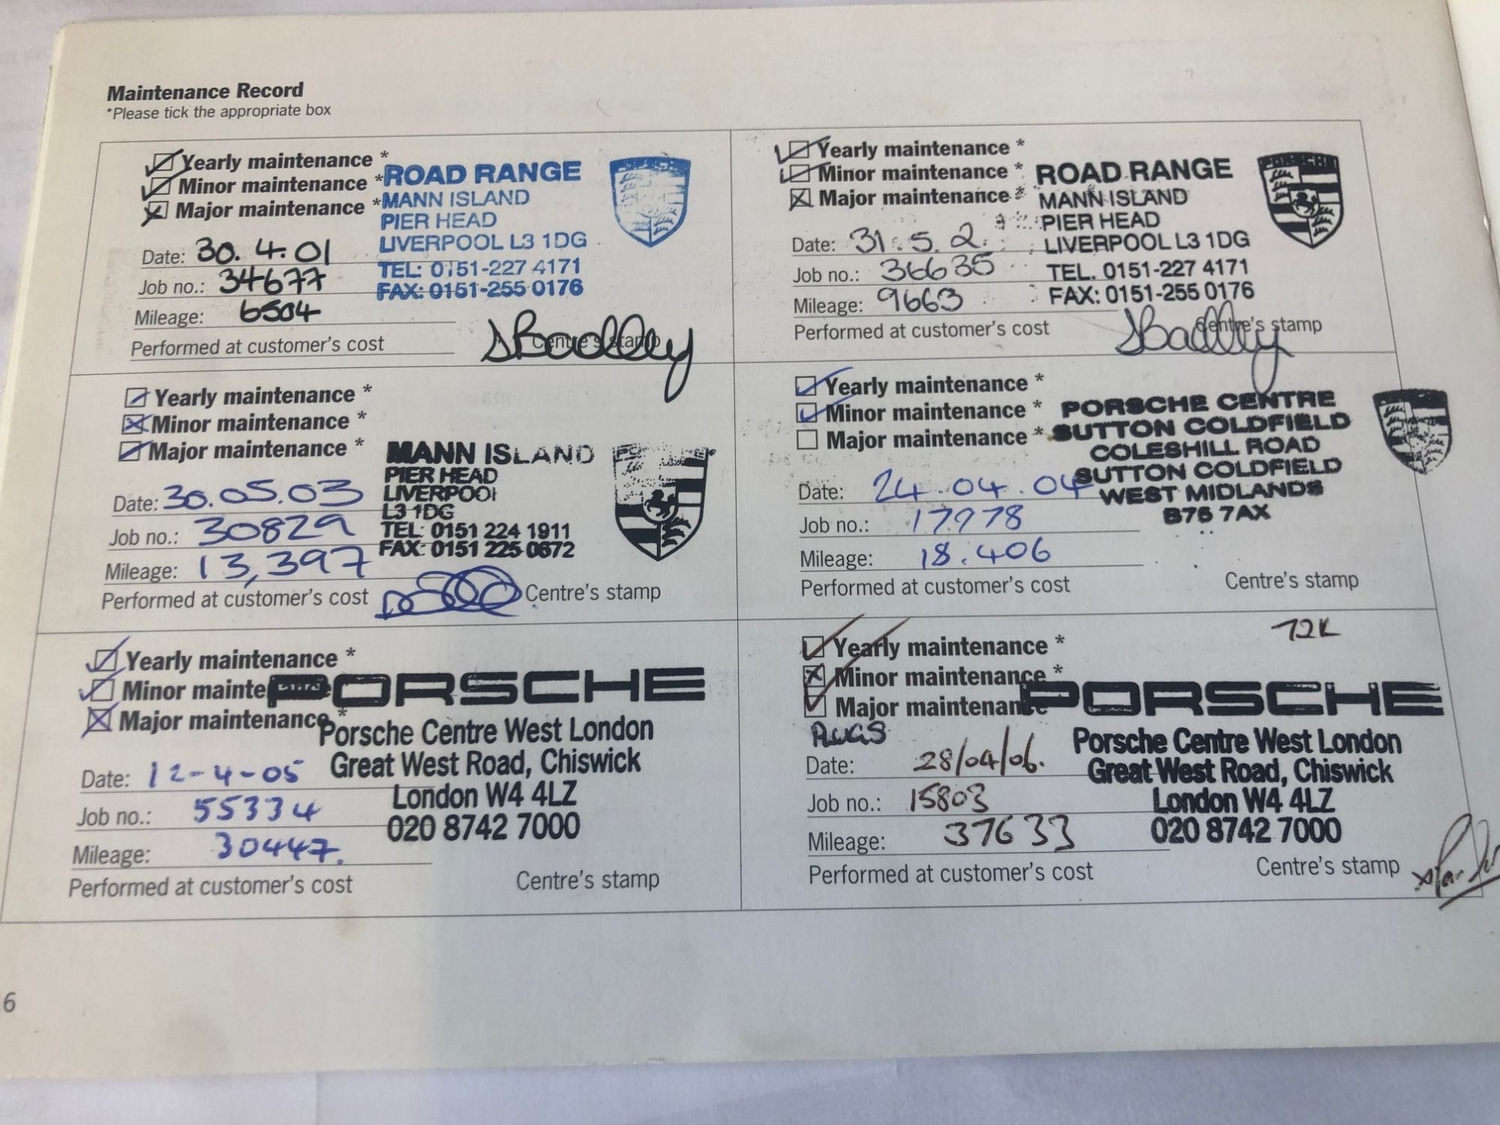 Maintenance Record
*Please tick the appropriate box
Yearly maintenance *
Minor maintenance *
Major maintenance *
ROAD RANGE
MANN ISLAND
PIER HEAD
LIVERPOOL L3 1DG
TEL: 0151-227 4171
FAX: 0151-255 0176
Date: 30.4.01
Job no.: 34677
Mileage: 6504
Performed at customer's cost
Centre's stamp
SBadley
Yearly maintenance *
Minor maintenance *
Major maintenance *
ROAD RANGE
MANN ISLAND
PIER HEAD
LIVERPOOL L3 1DG
TEL. 0151-227 4171
FAX: 0151-255 0176
PORSCHE
Date: 31.5.2.
Job no.: 36635
Mileage: 9663
Performed at customer's cost
Centre's stamp
SBadley
Yearly maintenance *
Minor maintenance *
Major maintenance *
MANN ISLAND
PIER HEAD
LIVERPOOL
L3 1DG
TEL: 0151 224 1911
FAX: 0151 225 0672
Date: 30.05.03
Job no.: 30829
Mileage: 13,397
Performed at customer's cost
Centre's stamp
Yearly maintenance *
Minor maintenance *
Major maintenance *
PORSCHE CENTRE
SUTTON COLDFIELD
COLESHILL ROAD
SUTTON COLDFIELD
WEST MIDLANDS
B75 7AX
Date: 24.04.04
Job no.: 17978
Mileage: 18.406
Performed at customer's cost
Centre's stamp
Yearly maintenance *
Minor maintenance
Major maintenance *
PORSCHE
Porsche Centre West London
Great West Road, Chiswick
London W4 4LZ
020 8742 7000
Date: 12-4-05
Job no.: 55334
Mileage: 30447.
Performed at customer's cost
Centre's stamp
72K
Yearly maintenance *
Minor maintenance *
Major maintenance
PLUGS
PORSCHE
Porsche Centre West London
Great West Road, Chiswick
London W4 4LZ
020 8742 7000
Date: 28/04/06.
Job no.: 15803
Mileage: 37633
Performed at customer's cost
Centre's stamp
6